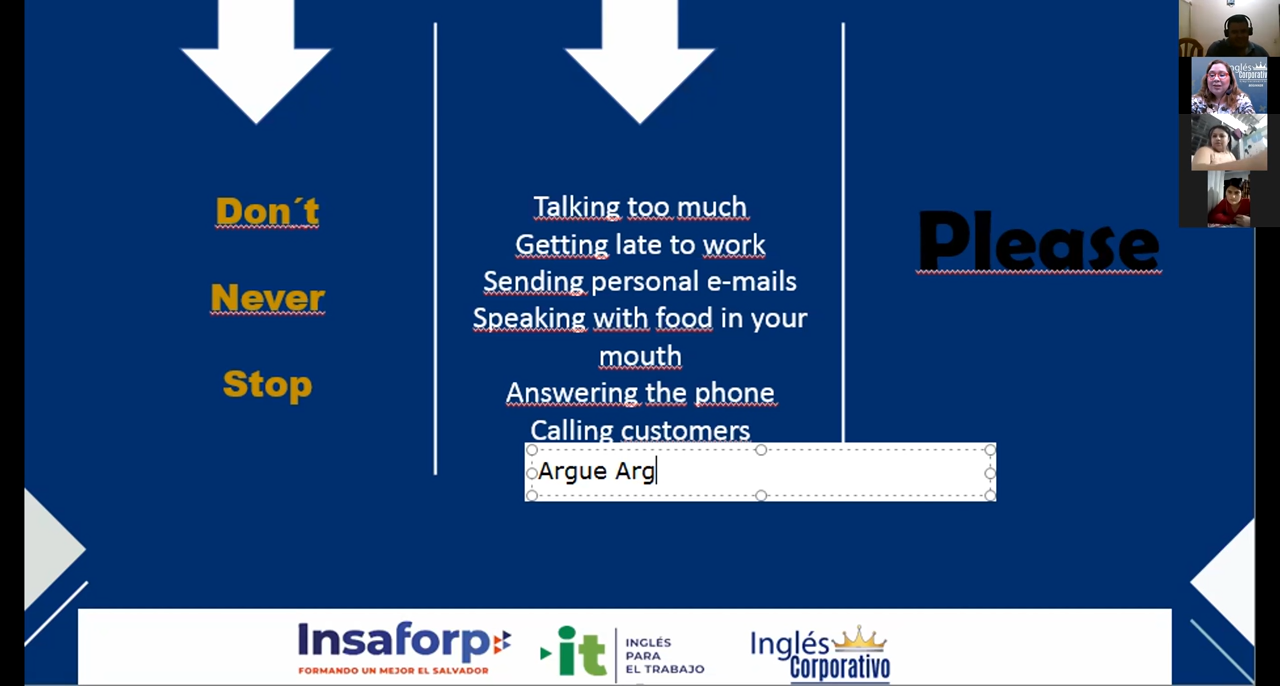 Don´t
Never
Stop
Talking too much
Getting late to work
Sending personal e-mails
Speaking with food in your
mouth
Answering the phone
Calling customers
Argue Arg
Please
Inglés
Corporativo
Insaforp
FORMANDO UN MEJOR EL SALVADOR
it
INGLÉS
PARA
EL TRABAJO
Inglés
Corporativo